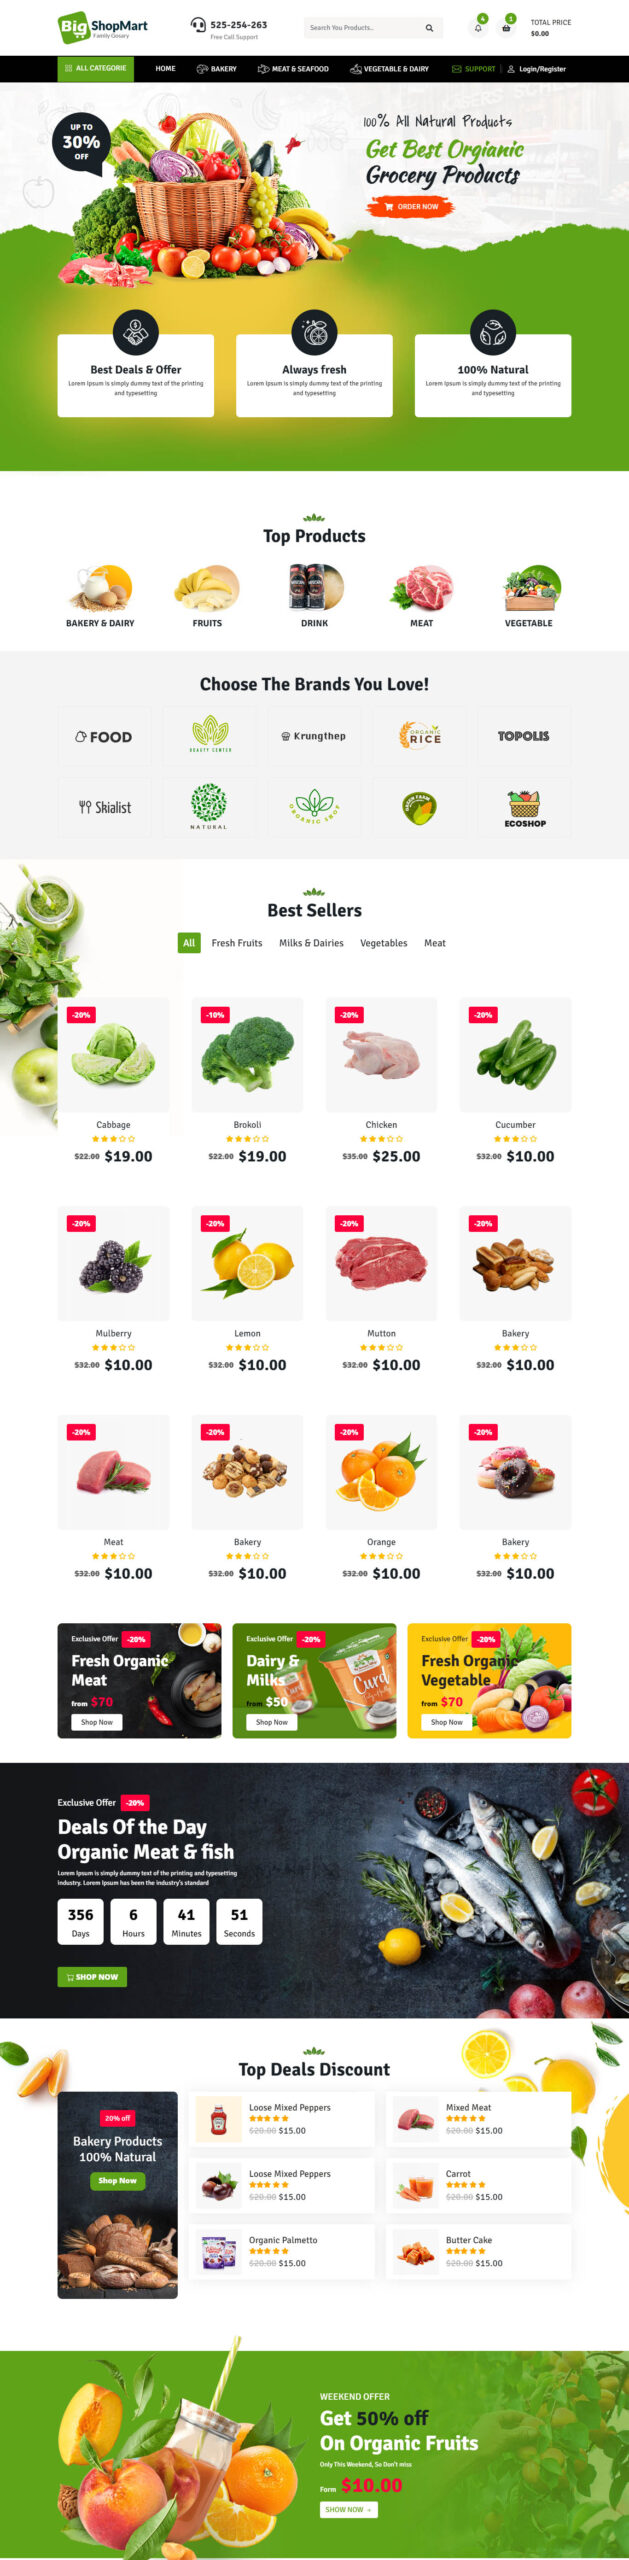 Big ShopMart
Family Gosary
525-254-263
Free Call Support
Search You Products..
4
1
TOTAL PRICE
$0.00
ALL CATEGORIE
HOME
BAKERY
MEAT & SEAFOOD
VEGETABLE & DAIRY
SUPPORT
Login/Register
UP TO
30%
OFF
100% All Natural Products
Get Best Orgianic
Grocery Products
ORDER NOW
Best Deals & Offer
Lorem Ipsum is simply dummy text of the printing
and typesetting
Always fresh
Lorem Ipsum is simply dummy text of the printing
and typesetting
100% Natural
Lorem Ipsum is simply dummy text of the printing
and typesetting
Top Products
BAKERY & DAIRY
FRUITS
DRINK
MEAT
VEGETABLE
Choose The Brands You Love!
FOOD
BEAUTY CENTER
Krungthep
ORGANIC
RICE
TOPOLIS
Skialist
NATURAL
ORGANIC SHOP
ECOSHOP
Best Sellers
All
Fresh Fruits
Milks & Dairies
Vegetables
Meat
-20%
-10%
-20%
-20%
Cabbage
Brokoli
Chicken
Cucumber
$22.00 $19.00
$22.00 $19.00
$35.00 $25.00
$32.00 $10.00
-20%
-20%
-20%
-20%
Mulberry
Lemon
Mutton
Bakery
$32.00 $10.00
$32.00 $10.00
$32.00 $10.00
$32.00 $10.00
-20%
-20%
-20%
-20%
Meat
Bakery
Orange
Bakery
$32.00 $10.00
$32.00 $10.00
$32.00 $10.00
$32.00 $10.00
Exclusive Offer -20%
Fresh Organic
Meat
from $70
Shop Now
Exclusive Offer -20%
Dairy &
Milks
from $50
Shop Now
Curd
Curd
Exclusive Offer -20%
Fresh Organic
Vegetable
from $70
Shop Now
Exclusive Offer -20%
Deals Of the Day
Organic Meat & fish
Lorem Ipsum is simply dummy text of the printing and typesetting
industry. Lorem Ipsum has been the industry's standard
356
Days
6
Hours
41
Minutes
51
Seconds
SHOP NOW
Top Deals Discount
20% off
Bakery Products
100% Natural
Shop Now
Loose Mixed Peppers
$20.00 $15.00
Mixed Meat
$20.00 $15.00
Loose Mixed Peppers
$20.00 $15.00
Carrot
$20.00 $15.00
Organic Palmetto
$20.00 $15.00
Butter Cake
$20.00 $15.00
WEEKEND OFFER
Get 50% off
On Organic Fruits
Only This Weekend, So Don't miss
Form $10.00
SHOW NOW +